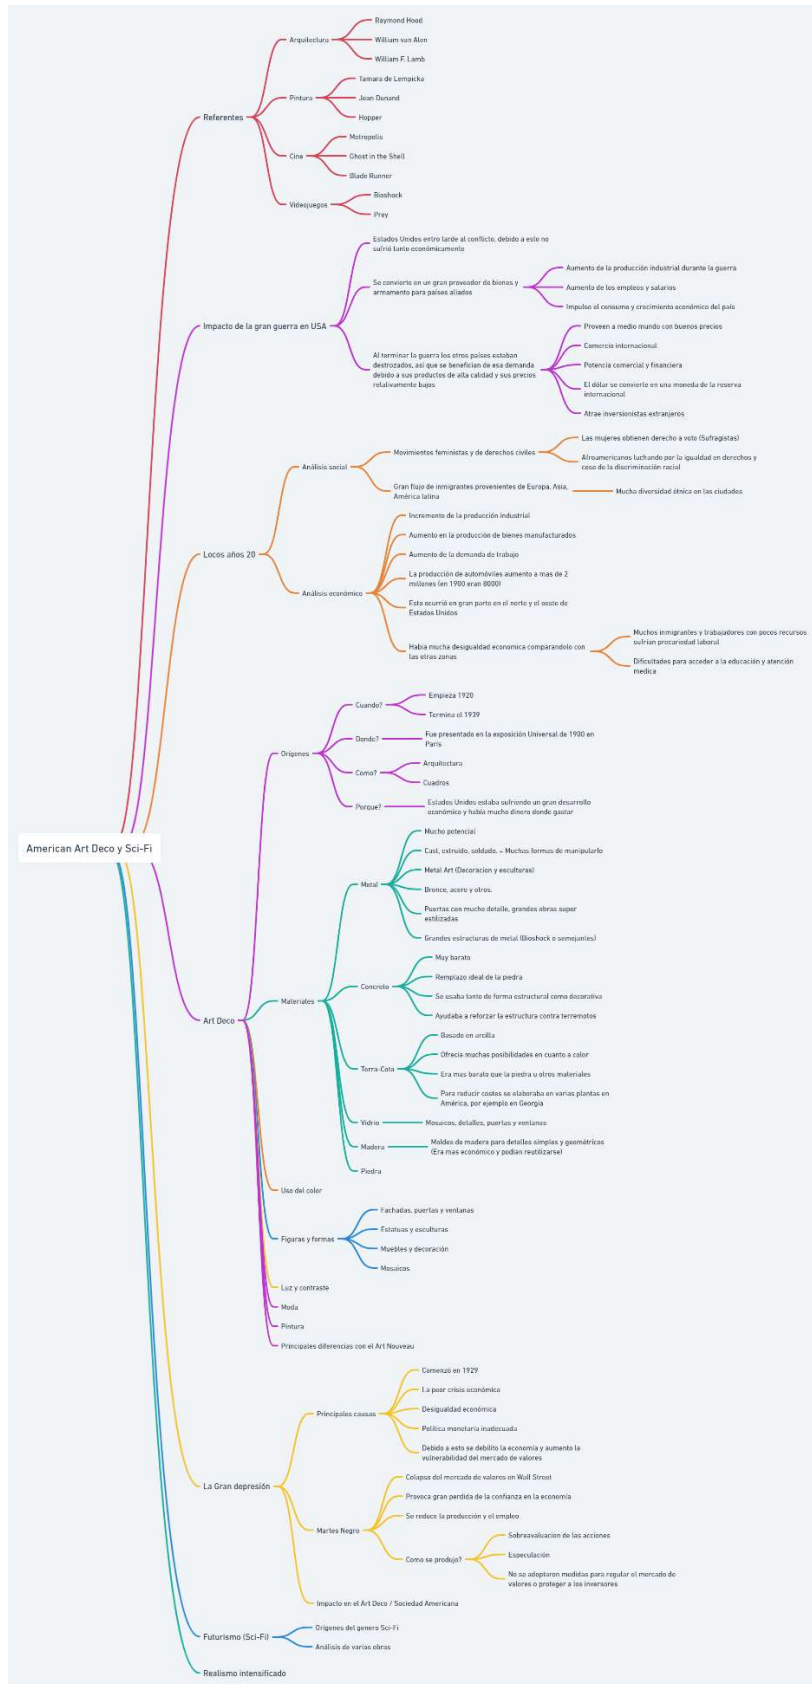 Raymond Hood
Arquitectura
William van Alen
William F. Lamb
Tamara de Lempicka
Pintura
Jean Dunand
Hopper
Referentes
Metropolis
Cine
Ghost in the Shell
Blade Runner
Bioshock
Videojuegos
Prey
Estados Unidos entro tarde al conflicto, debido a esto no
sufrió tanto económicamente
Se convierte en un gran proveedor de bienes y
armamento para países aliados
Aumento de la producción industrial durante la guerra
Aumento de los empleos y salarios
Impulso al consumo y crecimiento económico del país
Impacto de la gran guerra en USA
Al terminar la guerra los otros países estaban
destrozados, así que se benefician de esa demanda
debido a sus productos de alta calidad y sus precios
relativamente bajos
Proveen a medio mundo con buenos precios
Comercio internacional
Potencia comercial y financiera
El dólar se convierte en una moneda de la reserva
internacional
Atrae inversionistas extranjeros
Análisis social
Movimientos feministas y de derechos civiles
Las mujeres obtienen derecho a voto (Sufragistas)
Afroamericanos luchando por la igualdad en derechos y
cese de la discriminación racial
Gran flujo de inmigrantes provenientes de Europa, Asia,
América latina
Mucha diversidad étnica en las ciudades
Locos años 20
Incremento de la producción industrial
Aumento en la producción de bienes manufacturados
Aumento de la demanda de trabajo
La producción de automóviles aumento a mas de 2
millones (en 1900 eran 8000)
Análisis económico
Esto ocurrió en gran parte en el norte y el oeste de
Estados Unidos
Habia mucha desigualdad economica comparandolo con
las otras zonas
Muchos inmigrantes y trabajadores con pocos recursos
sufrían precariedad laboral
Dificultades para acceder a la educación y atención
medica
Cuando?
Empieza 1920
Termina el 1939
Orígenes
Donde?
Fue presentado en la exposición Universal de 1900 en
París
Como?
Arquitectura
Cuadros
Porque?
Estados Unidos estaba sufriendo un gran desarrollo
económico y había mucho dinero donde gastar
American Art Deco y Sci-Fi
Mucho potencial
Cast, extruido, soldado. – Muchas formas de manipularlo
Metal Art (Decoracion y esculturas)
Metal
Bronce, acero y otros.
Puertas con mucho detalle, grandes obras super
estilizadas
Grandes estructuras de metal (Bioshock o semejantes)
Muy barato
Remplazo ideal de la piedra
Concreto
Se usaba tanto de forma estructural como decorativa
Ayudaba a reforzar la estructura contra terremotos
Materiales
Art Deco
Basado en arcilla
Ofrecia muchas posibilidades en cuanto a color
Terra-Cota
Era mas barato que la piedra u otros materiales
Para reducir costes se elaboraba en varias plantas en
América, por ejemplo en Georgia
Vidrio
Mosaicos, detalles, puertas y ventanas
Madera
Moldes de madera para detalles simples y geométricos
(Era mas económico y podían reutilizarse)
Piedra
Uso del color
Figuras y formas
Fachadas, puertas y ventanas
Estatuas y esculturas
Muebles y decoración
Mosaicos
Luz y contraste
Moda
Pintura
Principales diferencias con el Art Nouveau
Comenzó en 1929
La peor crisis económica
Principales causas
Desigualdad económica
Política monetaria inadecuada
Debido a esto se debilito la economía y aumento la
vulnerabilidad del mercado de valores
La Gran depresión
Colapso del mercado de valores en Wall Street
Provoca gran perdida de la confianza en la economía
Martes Negro
Se reduce la producción y el empleo
Como se produjo?
Sobreavaluacion de las acciones
Especulación
No se adoptaron medidas para regular el mercado de
valores o proteger a los inversores
Impacto en el Art Deco / Sociedad Americana
Futurismo (Sci-Fi)
Orígenes del genero Sci-Fi
Análisis de varias obras
Realismo intensificado